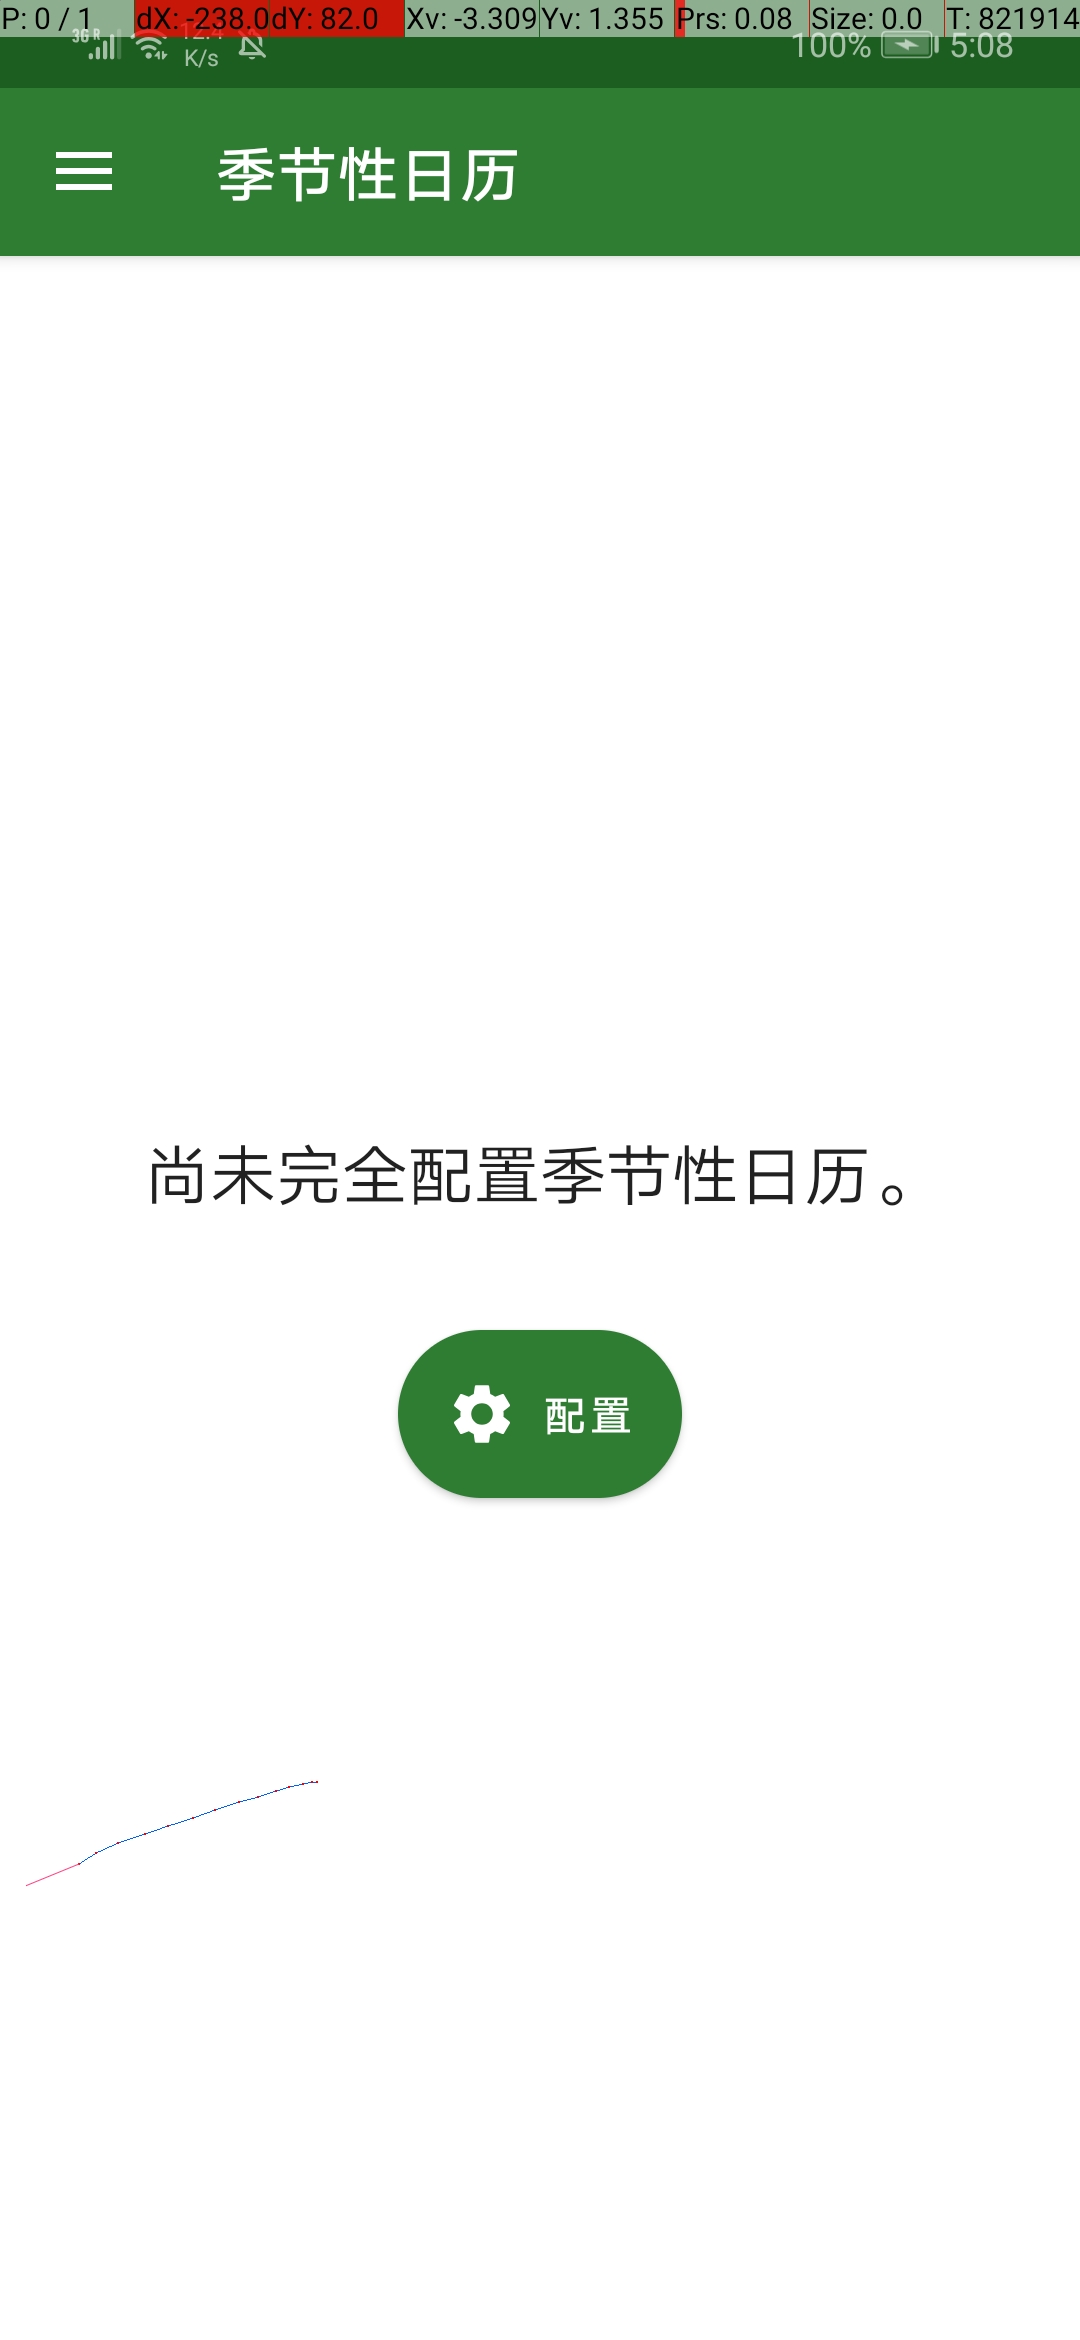 P: 0 / 1 dX: -238.0 dY: 82.0 Xv: -3.309 Yv: 1.355 Prs: 0.08 Size: 0.0 T: 821914
3G R K/s 100% 5:08
季节性日历
尚未完全配置季节性日历。
配置